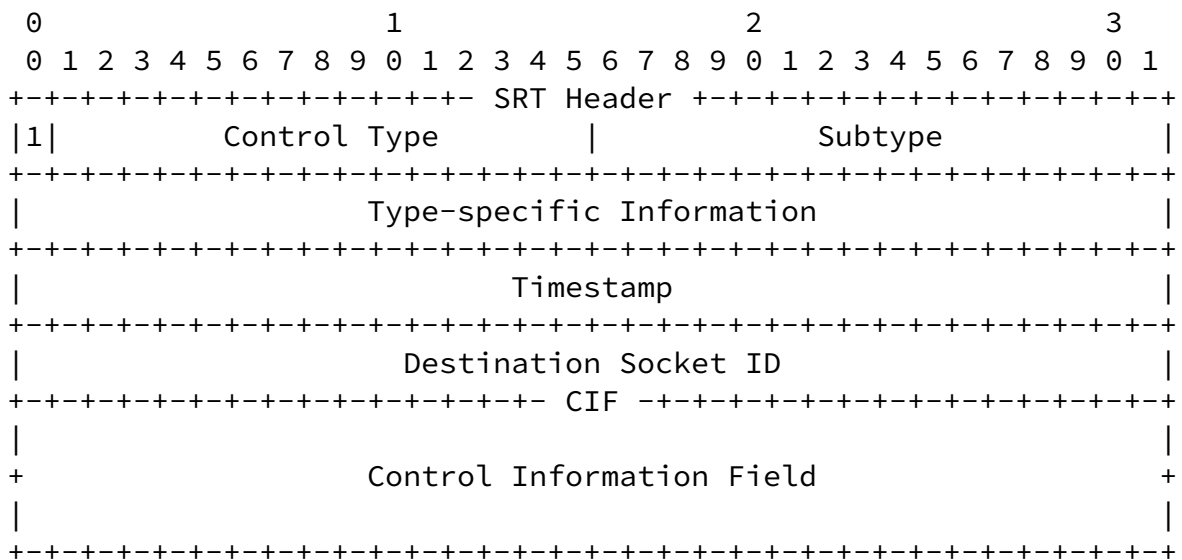 0                   1                   2                   3
 0 1 2 3 4 5 6 7 8 9 0 1 2 3 4 5 6 7 8 9 0 1 2 3 4 5 6 7 8 9 0 1
+-+-+-+-+-+-+-+-+-+-+-+-+- SRT Header +-+-+-+-+-+-+-+-+-+-+-+-+-+
|1|         Control Type        |            Subtype            |
+-+-+-+-+-+-+-+-+-+-+-+-+-+-+-+-+-+-+-+-+-+-+-+-+-+-+-+-+-+-+-+-+
|                   Type-specific Information                   |
+-+-+-+-+-+-+-+-+-+-+-+-+-+-+-+-+-+-+-+-+-+-+-+-+-+-+-+-+-+-+-+-+
|                           Timestamp                           |
+-+-+-+-+-+-+-+-+-+-+-+-+-+-+-+-+-+-+-+-+-+-+-+-+-+-+-+-+-+-+-+-+
|                     Destination Socket ID                     |
+-+-+-+-+-+-+-+-+-+-+-+-+-+-+- CIF -+-+-+-+-+-+-+-+-+-+-+-+-+-+-+
|                                                               |
+                   Control Information Field                   +
|                                                               |
+-+-+-+-+-+-+-+-+-+-+-+-+-+-+-+-+-+-+-+-+-+-+-+-+-+-+-+-+-+-+-+-+